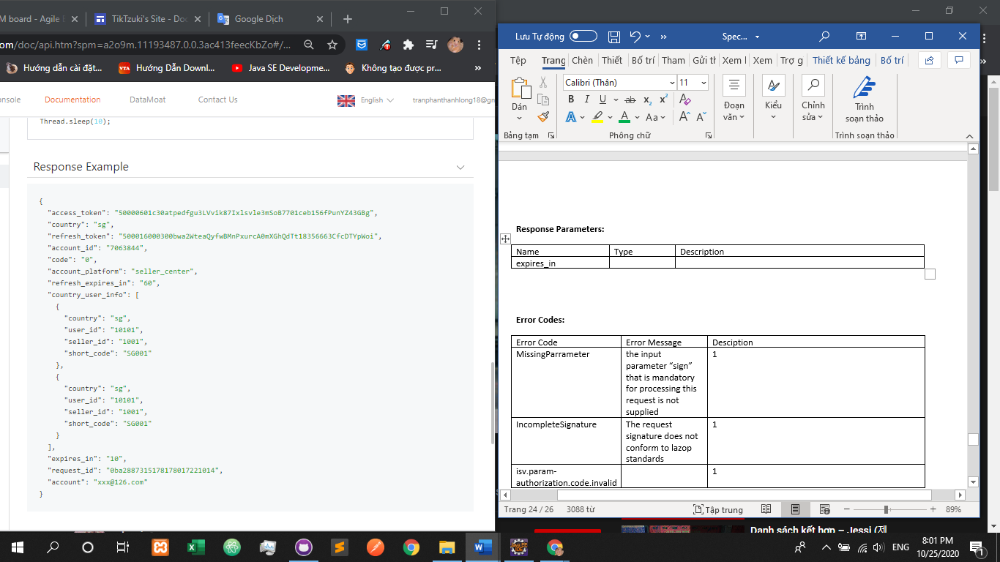 M board - Agile
TikTzuki's Site - Doc
Google Dịch
om/doc/api.htm?spm=a2o9m.11193487.0.0.3ac413feecKbZo#/...
Hướng dẫn cài đặt...
VTA
Hướng Dẫn Downl...
Java SE Developme...
Không tạo được pr...
»
onsole
Documentation
DataMoat
Contact Us
English
tranphanthanhlong18@gm
Thread.sleep(10);
Response Example
{
"access_token": "50000601c30atpedfgu3LVvik87Ixlsvle3mSoB7701ceb156fPunYZ43GBg",
"country": "sg",
"refresh_token": "500016000300bwa2WteaQyfwBMnPxurcA0mXGhQdTt18356663CfcDTYpWoi",
"account_id": "7063844",
"code": "0",
"account_platform": "seller_center",
"refresh_expires_in": "60",
"country_user_info": [
{
"country": "sg",
"user_id": "10101",
"seller_id": "1001",
"short_code": "SG001"
},
{
"country": "sg",
"user_id": "10101",
"seller_id": "1001",
"short_code": "SG001"
}
],
"expires_in": "10",
"request_id": "0ba2887315178178017221014",
"account": "xxx@126.com"
}
Lưu Tự động
»
Spec...
Tệp
Trang
Chèn
Thiết
Bố trí
Tham
Gửi th
Xem l
Xem
Trợ g
Thiết kế bảng
Bố trí
Dán
Calibri (Thân)
11
B I U ab x₂ x²
A
A
A
Aa
A
A
Đoạn văn
Kiểu
Chỉnh sửa
Trình soạn thảo
Bảng tạm
Phông chữ
Trình soạn thảo
Response Parameters:
Name Type Description
expires_in
Error Codes:
Error Code Error Message Desciption
MissingParrameter the input 1
parameter “sign”
that is mandatory
for processing this
request is not
supplied
IncompleteSignature The request 1
signature does not
conform to lazop
standards
isv.param- 1
authorization.code.invalid
Trang 24 / 26
3088 từ
Tập trung
89%
Danh sách kết hợp – Jessi (제
ENG
8:01 PM
10/25/2020
1